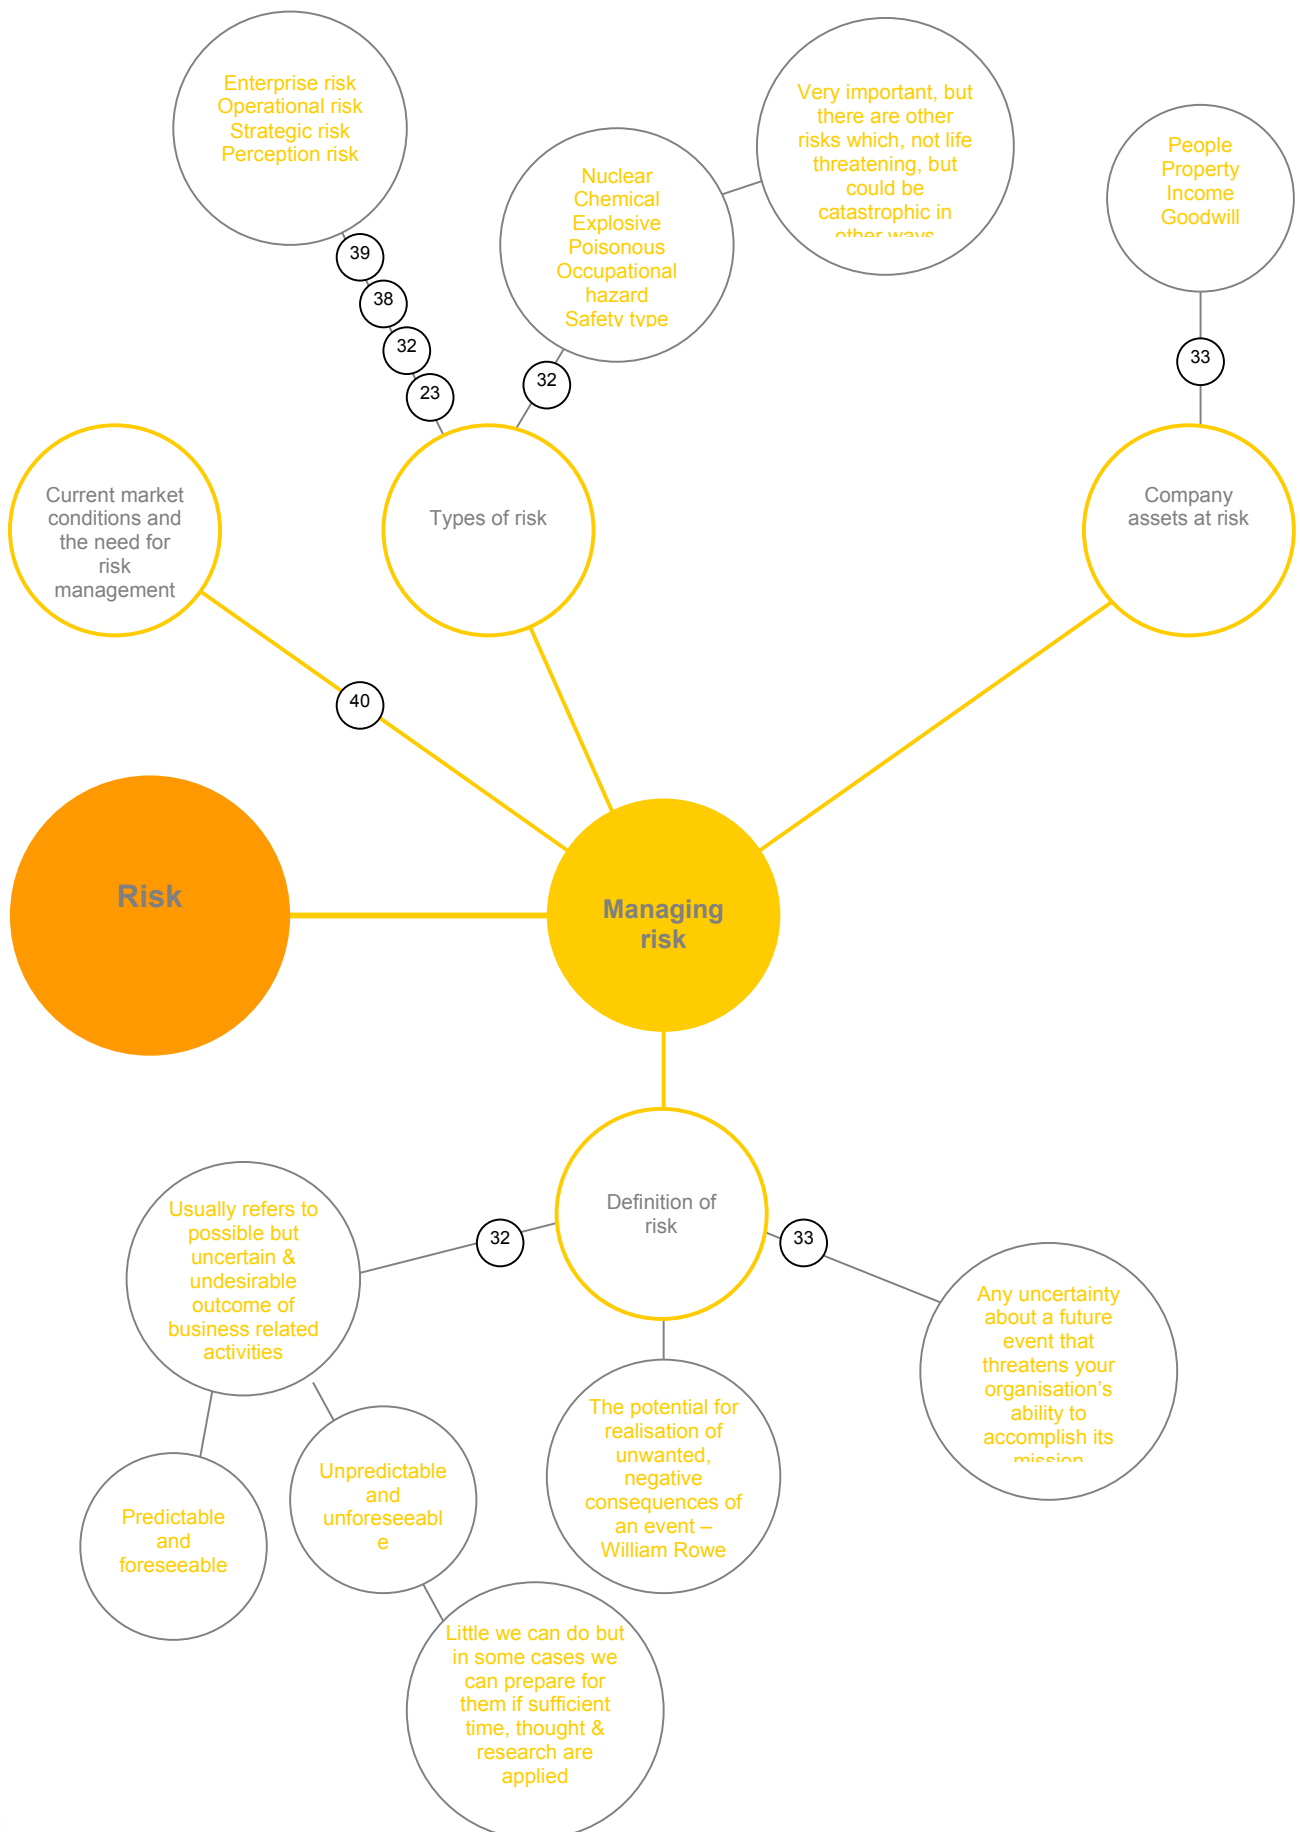 Enterprise risk
Operational risk
Strategic risk
Perception risk
Very important, but
there are other
risks which, not life
threatening, but
could be
catastrophic in
other ways
People
Property
Income
Goodwill
Nuclear
Chemical
Explosive
Poisonous
Occupational
hazard
Safety type
39
38
32
23
32
33
Current market
conditions and
the need for
risk
management
Types of risk
Company
assets at risk
40
Risk
Managing
risk
Definition of
risk
32
33
Usually refers to
possible but
uncertain &
undesirable
outcome of
business related
activities
Any uncertainty
about a future
event that
threatens your
organisation’s
ability to
accomplish its
mission
The potential for
realisation of
unwanted,
negative
consequences of
an event –
William Rowe
Unpredictable
and
unforeseeabl
e
Predictable
and
foreseeable
Little we can do but
in some cases we
can prepare for
them if sufficient
time, thought &
research are
applied